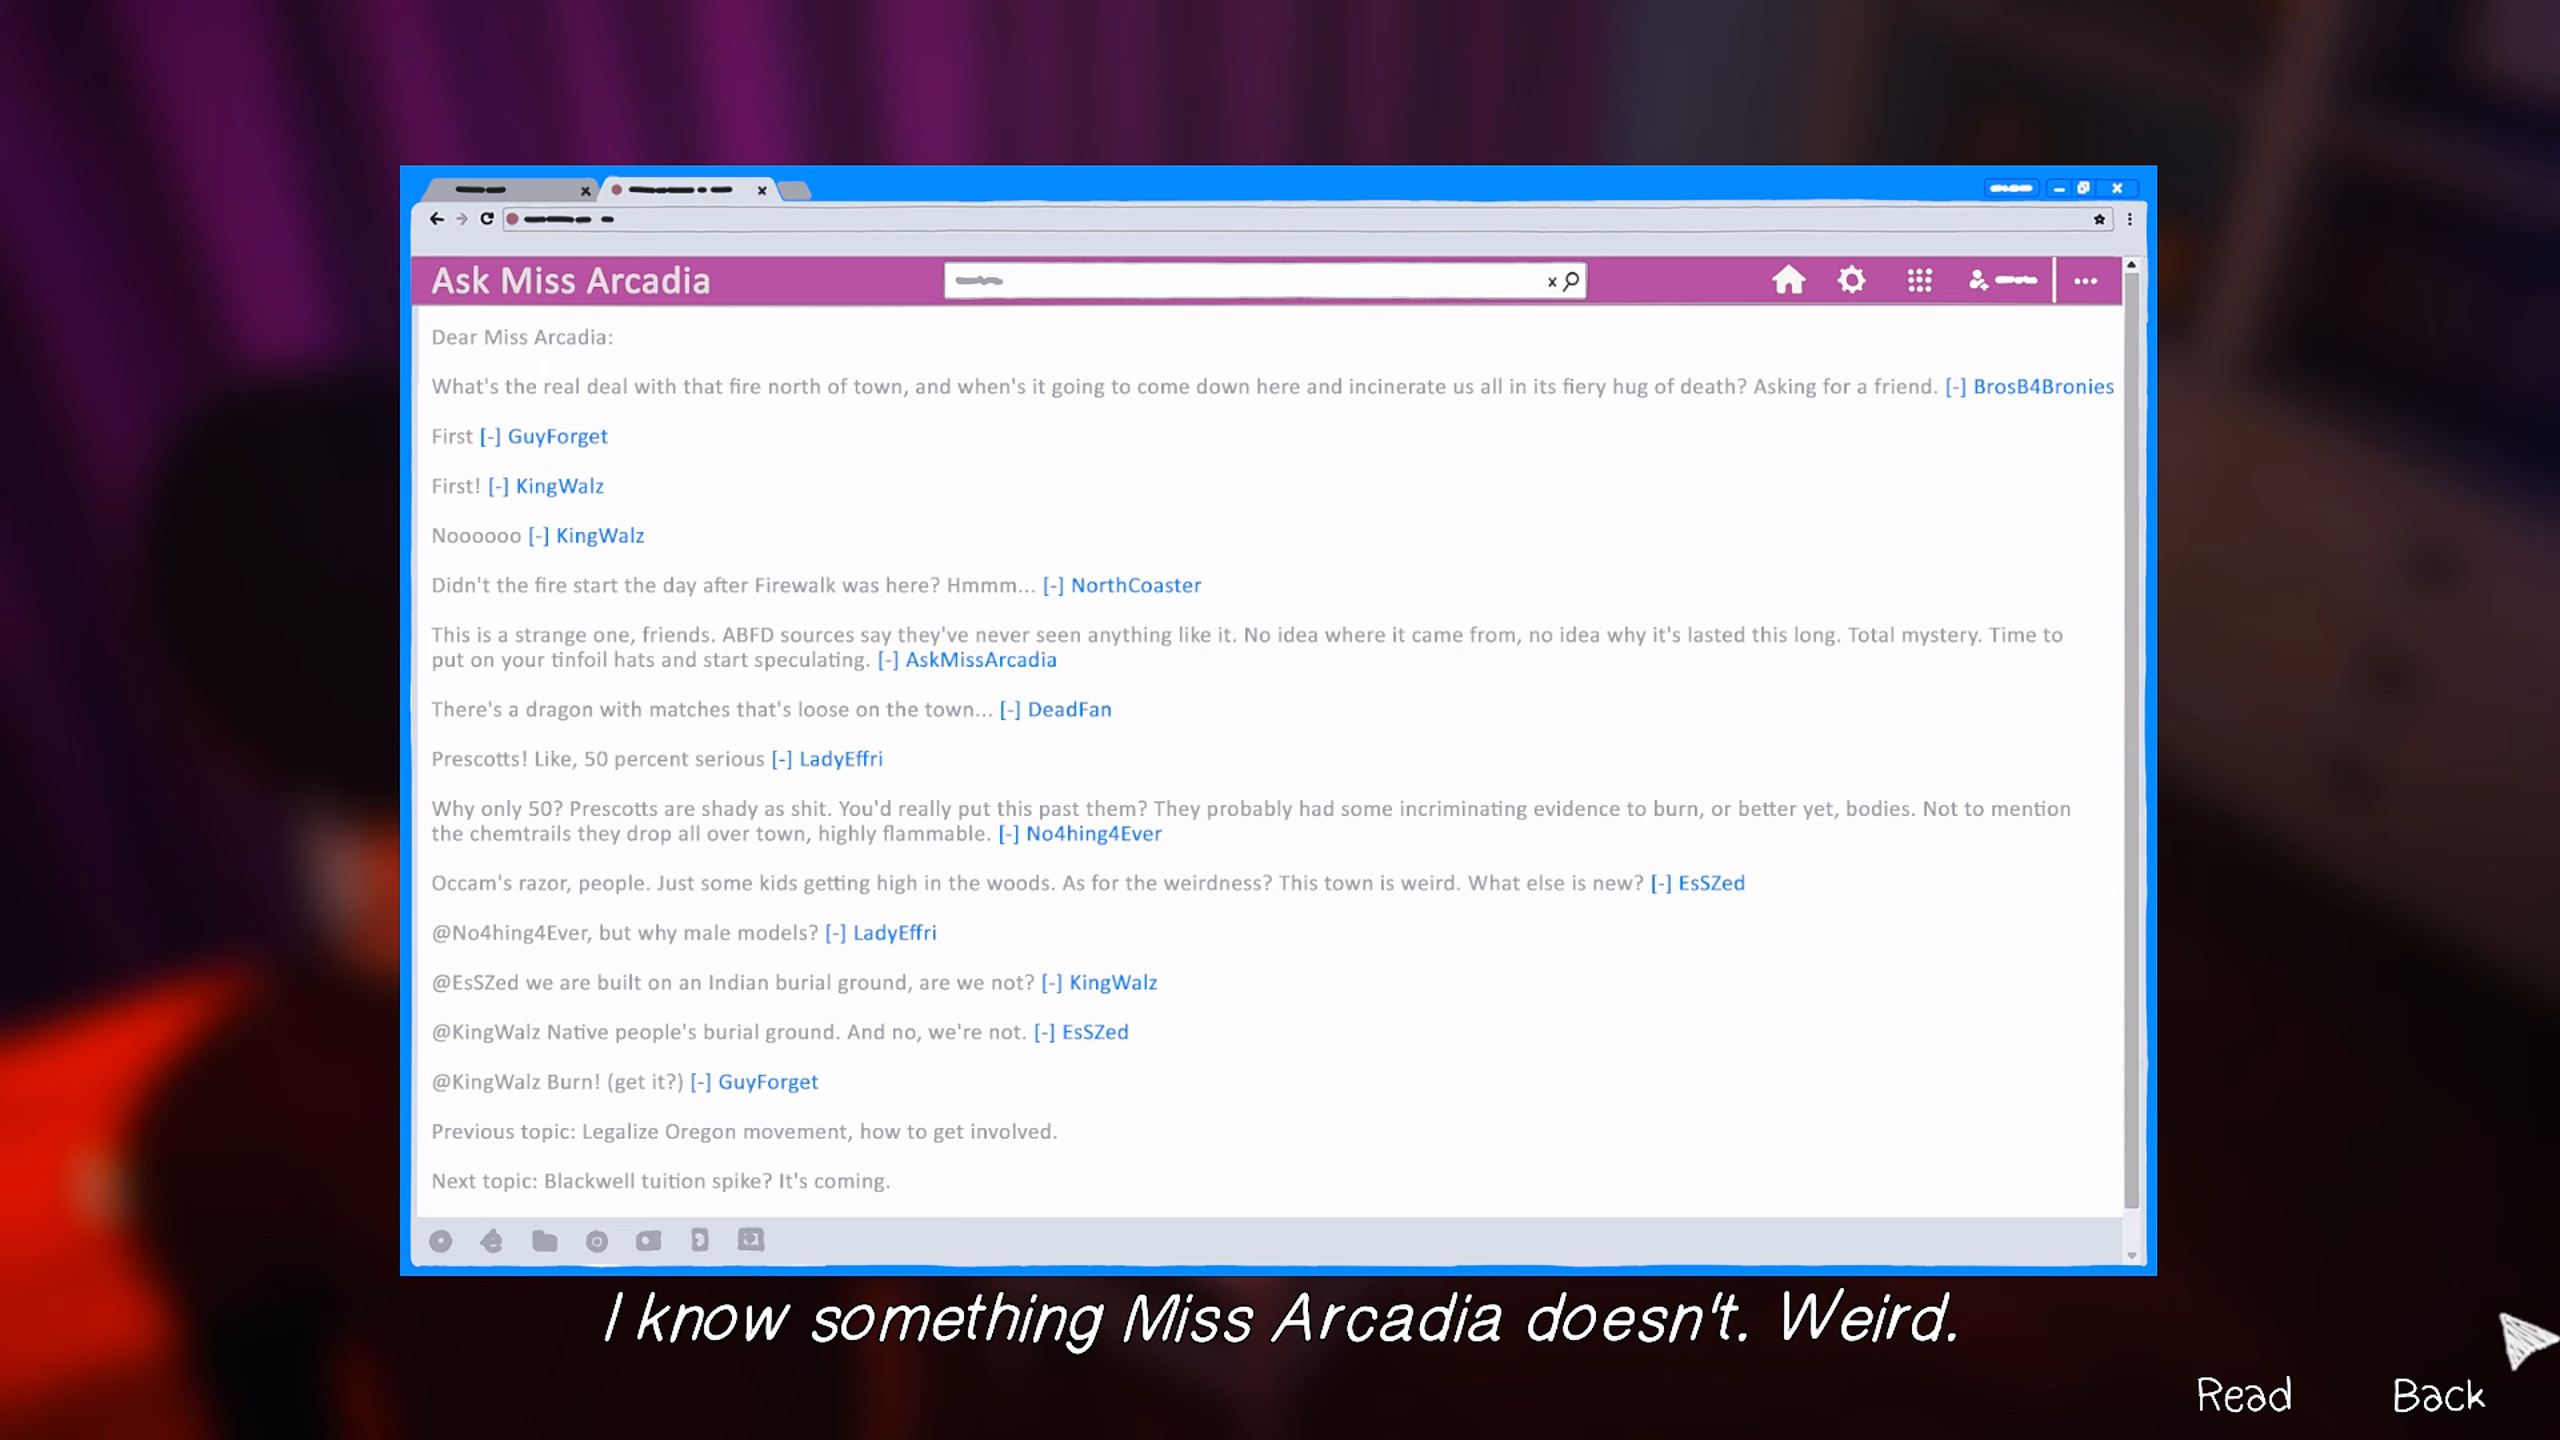 Ask Miss Arcadia
Dear Miss Arcadia:
What's the real deal with that fire north of town, and when's it going to come down here and incinerate us all in its fiery hug of death? Asking for a friend. [-] BrosB4Bronies
First [-] GuyForget
First! [-] KingWalz
Noooooo [-] KingWalz
Didn't the fire start the day after Firewalk was here? Hmmm... [-] NorthCoaster
This is a strange one, friends. ABFD sources say they've never seen anything like it. No idea where it came from, no idea why it's lasted this long. Total mystery. Time to
put on your tinfoil hats and start speculating. [-] AskMissArcadia
There's a dragon with matches that's loose on the town... [-] DeadFan
Prescotts! Like, 50 percent serious [-] LadyEffri
Why only 50? Prescotts are shady as shit. You'd really put this past them? They probably had some incriminating evidence to burn, or better yet, bodies. Not to mention
the chemtrails they drop all over town, highly flammable. [-] No4hing4Ever
Occam's razor, people. Just some kids getting high in the woods. As for the weirdness? This town is weird. What else is new? [-] EsSZed
@No4hing4Ever, but why male models? [-] LadyEffri
@EsSZed we are built on an Indian burial ground, are we not? [-] KingWalz
@KingWalz Native people's burial ground. And no, we're not. [-] EsSZed
@KingWalz Burn! (get it?) [-] GuyForget
Previous topic: Legalize Oregon movement, how to get involved.
Next topic: Blackwell tuition spike? It's coming.
I know something Miss Arcadia doesn't. Weird.
Read Back